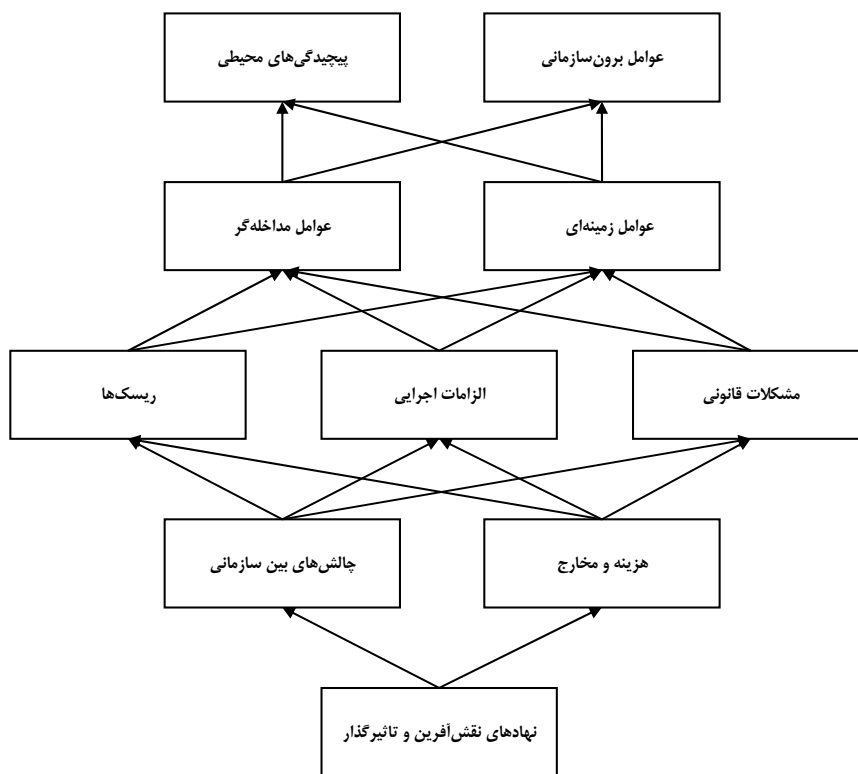 عوامل برون‌سازمانی
پیچیدگی‌های محیطی
عوامل زمینه‌ای
عوامل مداخله‌گر
مشکلات قانونی
الزامات اجرایی
ریسک‌ها
هزینه و مخارج
چالش‌های بین سازمانی
نهادهای نقش‌آفرین و تاثیرگذار